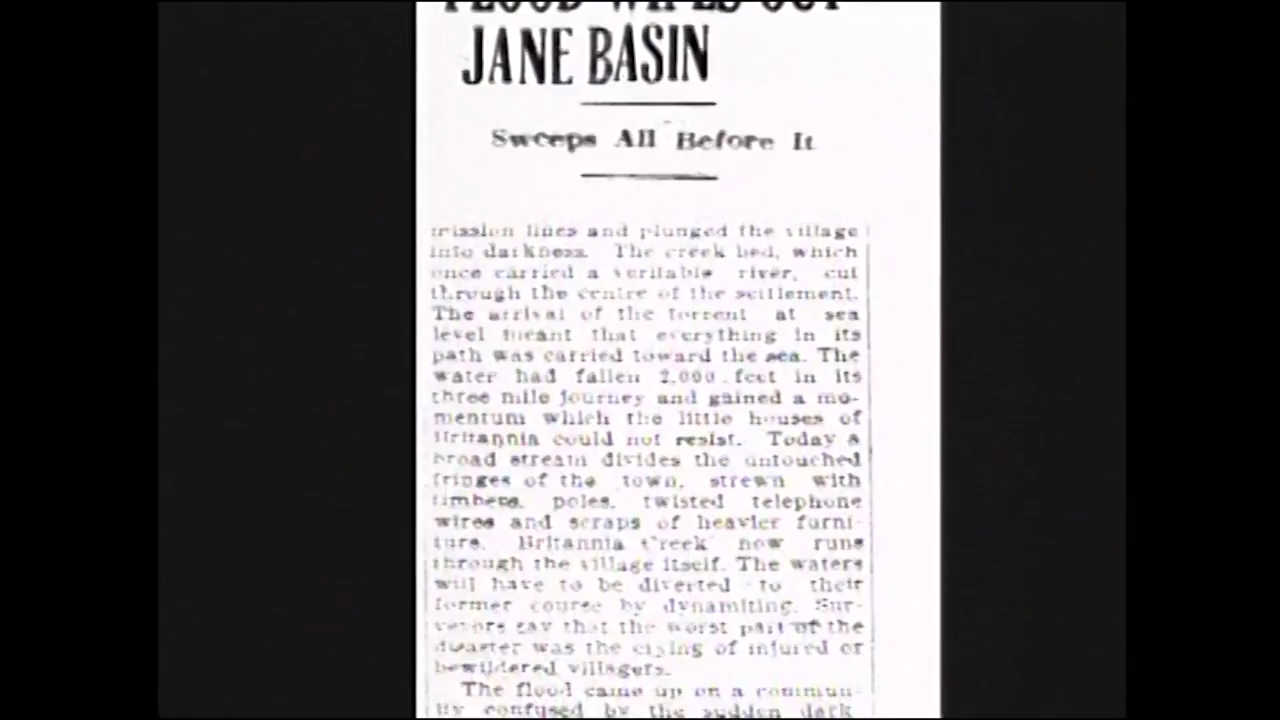 FLOOD WIPES OUT
JANE BASIN
Sweeps All Before It
mission lines and plunged the village
into darkness. The creek bed, which
once carried a veritable river, cut
through the centre of the settlement.
The arrival of the torrent at sea
level meant that everything in its
path was carried toward the sea. The
water had fallen 2,000 feet in its
three mile journey and gained a mo-
mentum which the little houses of
Britannia could not resist. Today a
broad stream divides the untouched
fringes of the town, strewn with
timbers, poles, twisted telephone
wires and scraps of heavier furni-
ture. Britannia Creek now runs
through the village itself. The waters
will have to be diverted to their
former course by dynamiting. Sur-
veyors say that the worst part of the
disaster was the crying of injured or
bewildered villagers.
The flood came up on a commun-
ity confused by the sudden dark